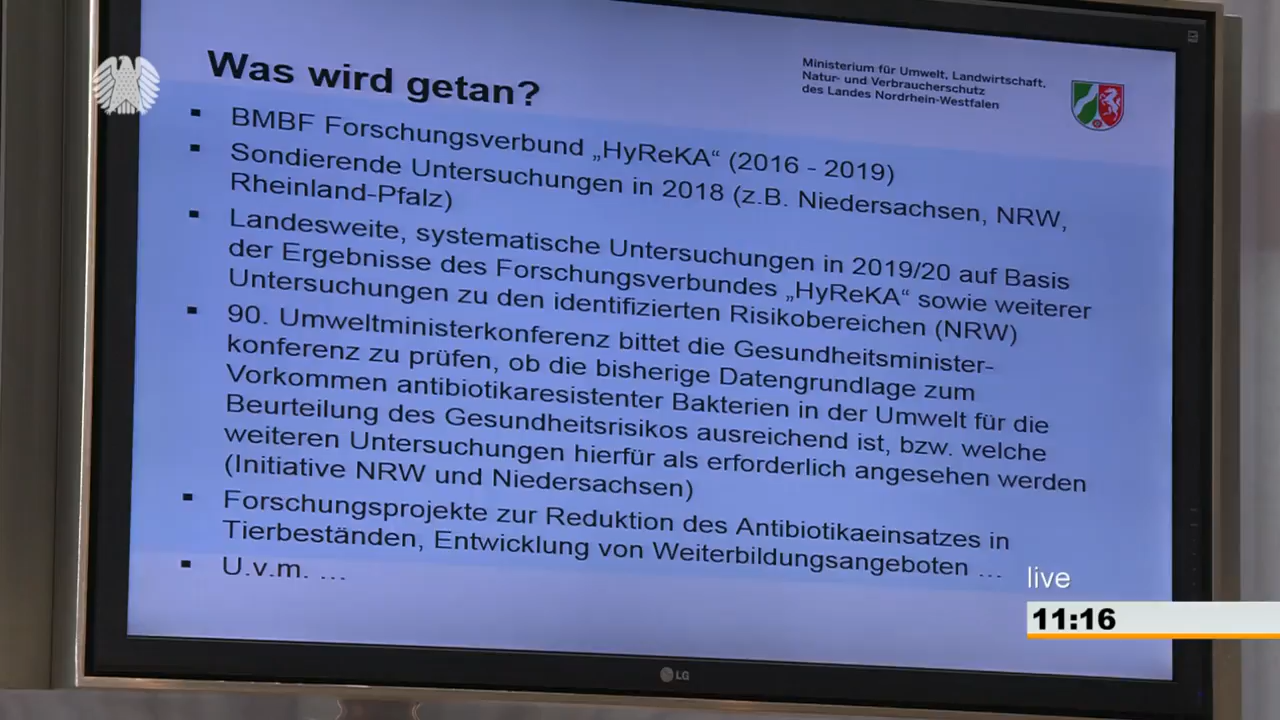 Was wird getan?
Ministerium für Umwelt, Landwirtschaft,
Natur- und Verbraucherschutz
des Landes Nordrhein-Westfalen
▪ BMBF Forschungsverbund „HyReKA“ (2016 - 2019)
▪ Sondierende Untersuchungen in 2018 (z.B. Niedersachsen, NRW,
Rheinland-Pfalz)
▪ Landesweite, systematische Untersuchungen in 2019/20 auf Basis
der Ergebnisse des Forschungsverbundes „HyReKA“ sowie weiterer
Untersuchungen zu den identifizierten Risikobereichen (NRW)
▪ 90. Umweltministerkonferenz bittet die Gesundheitsminister-
konferenz zu prüfen, ob die bisherige Datengrundlage zum
Vorkommen antibiotikaresistenter Bakterien in der Umwelt für die
Beurteilung des Gesundheitsrisikos ausreichend ist, bzw. welche
weiteren Untersuchungen hierfür als erforderlich angesehen werden
(Initiative NRW und Niedersachsen)
▪ Forschungsprojekte zur Reduktion des Antibiotikaeinsatzes in
Tierbeständen, Entwicklung von Weiterbildungsangeboten ...
▪ U.v.m. ...
live
11:16
LG